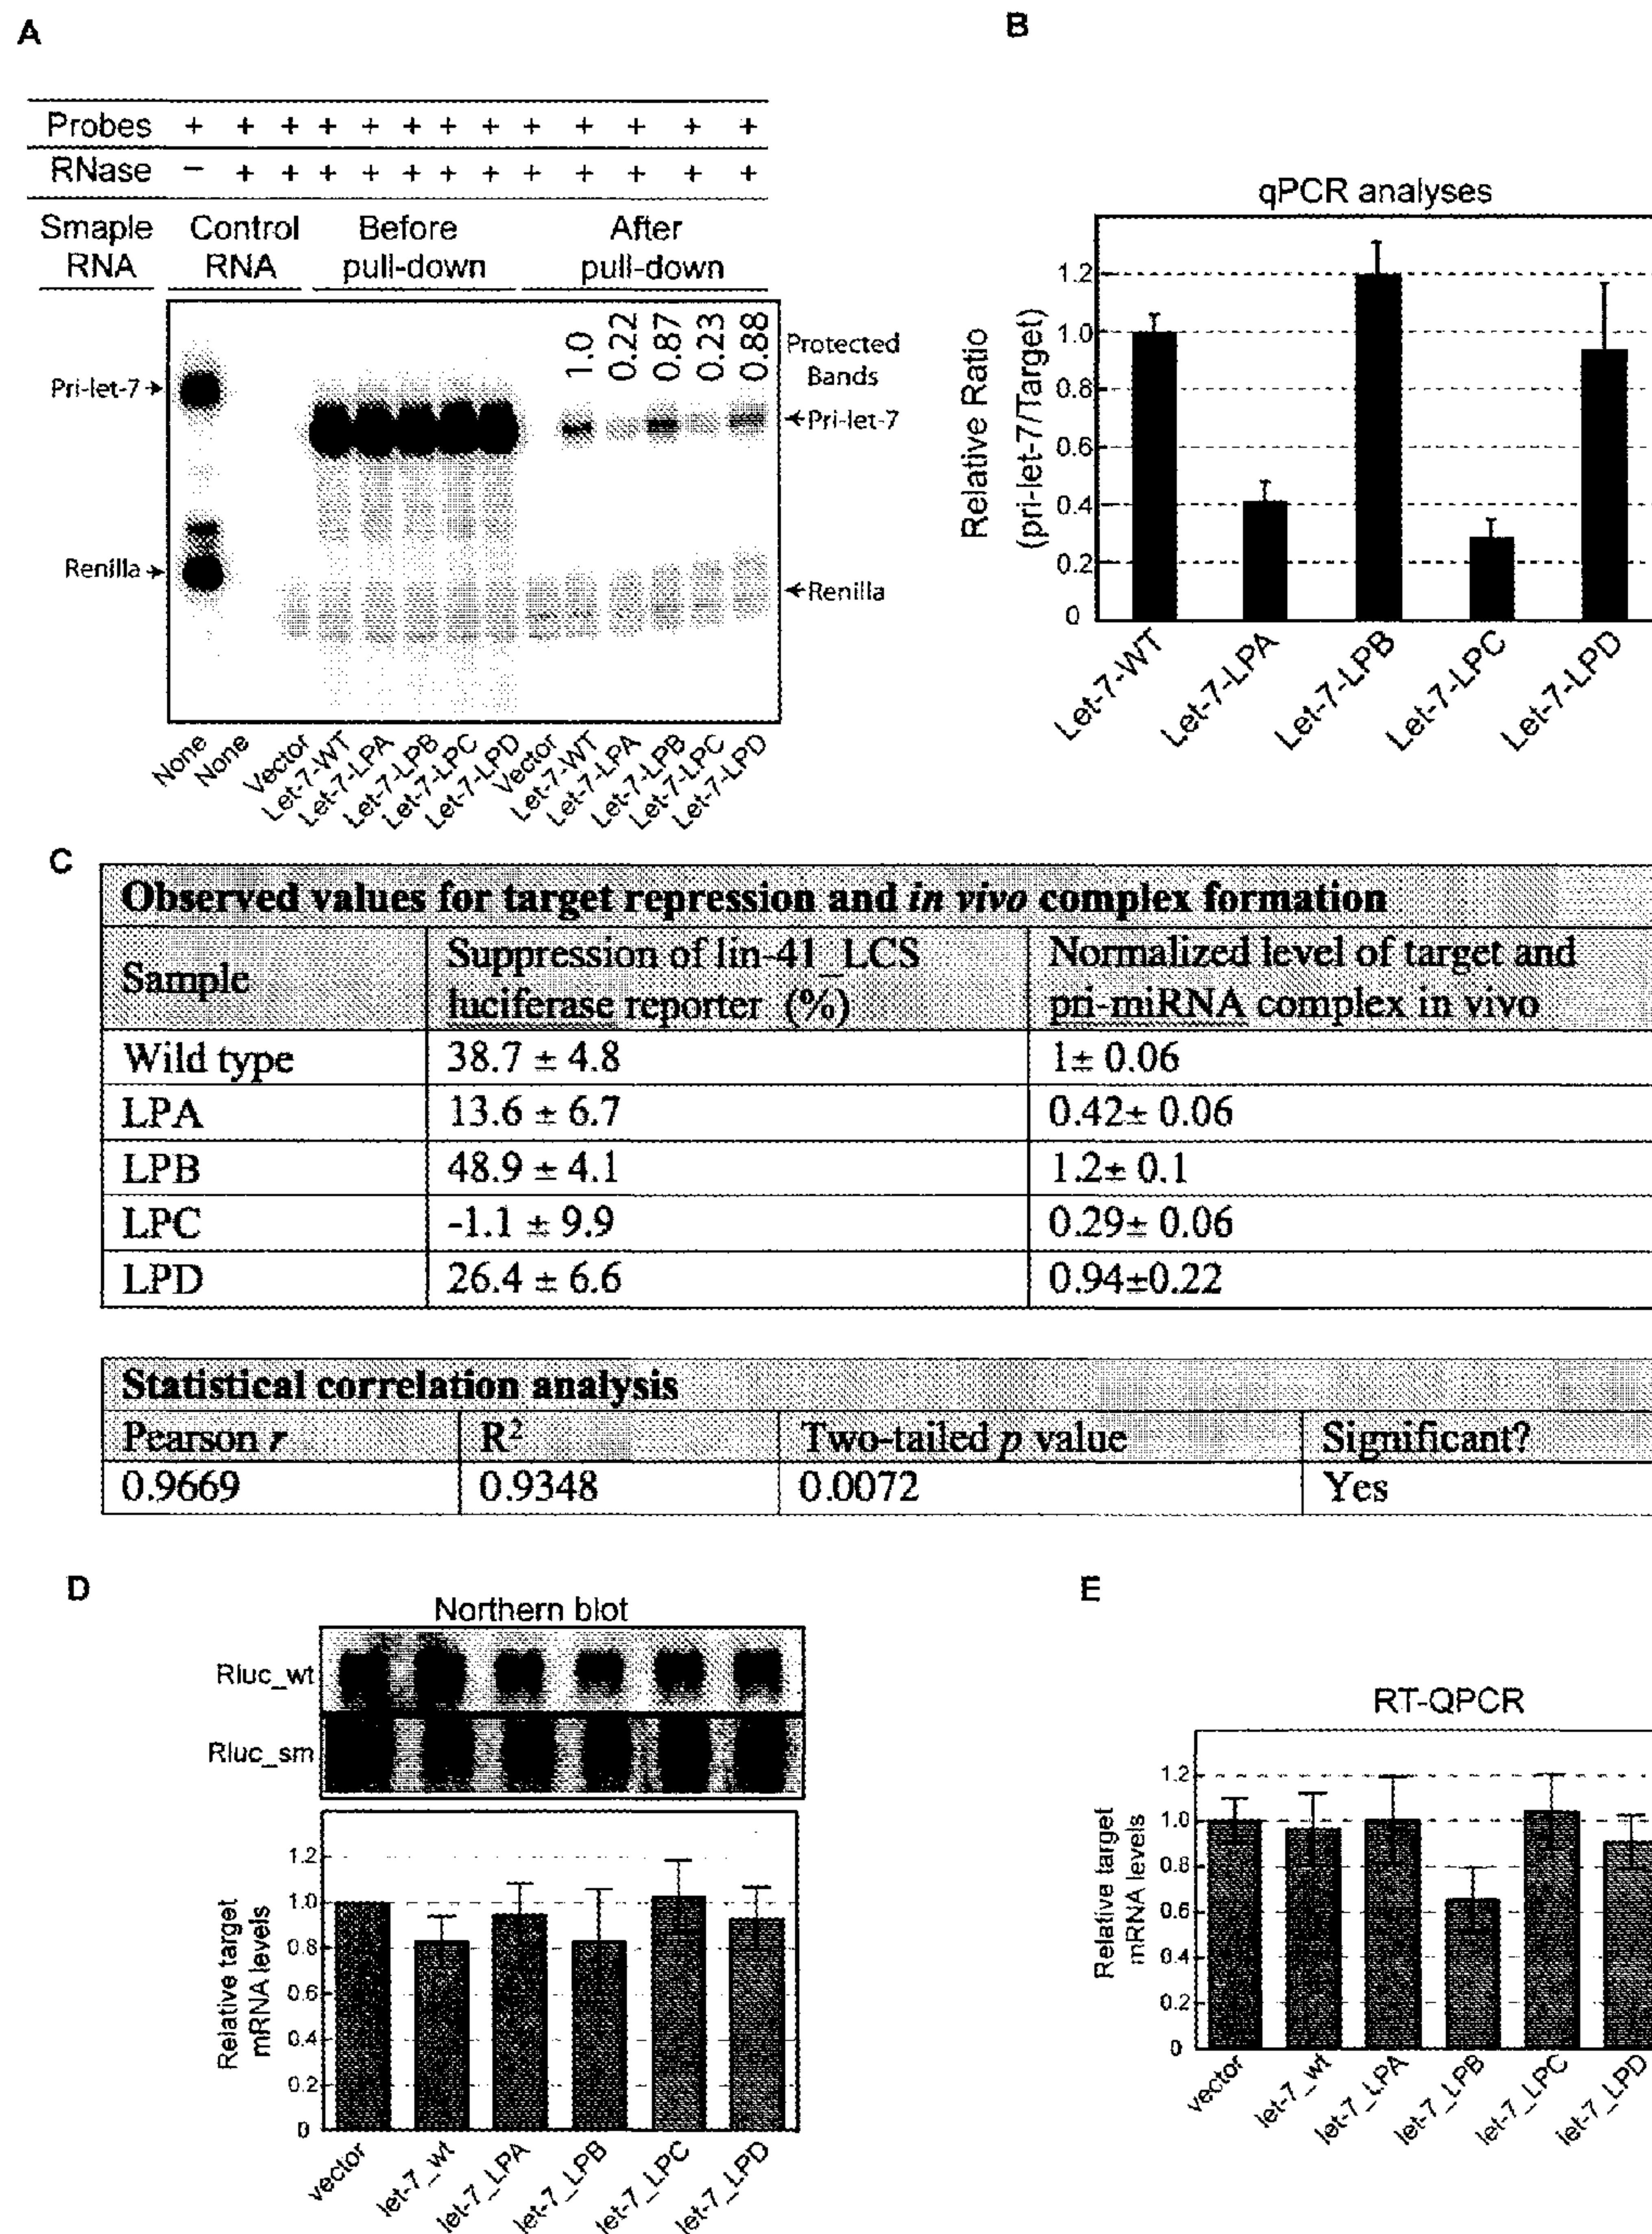 A
Probes + + + + + + + + + + + + +
RNase − + + + + + + + + + + + +
Smaple RNA
Control RNA
Before pull-down
After pull-down
1.0 0.22 0.87 0.23 0.88
Protected Bands
Pri-let-7
Renilla
Pri-let-7
Renilla
None None Vector Let-7-WT Let-7-LPA Let-7-LPB Let-7-LPC Let-7-LPD Vector Let-7-WT Let-7-LPA Let-7-LPB Let-7-LPC Let-7-LPD
B
qPCR analyses
Relative Ratio
(pri-let-7/Target)
1.2
1.0
0.8
0.6
0.4
0.2
0
Let-7-WT Let-7-LPA Let-7-LPB Let-7-LPC Let-7-LPD
C
Observed values for target repression and in vivo complex formation
Sample
Suppression of lin-41_LCS
luciferase reporter (%)
Normalized level of target and
pri-miRNA complex in vivo
Wild type 38.7 ± 4.8 1± 0.06
LPA 13.6 ± 6.7 0.42± 0.06
LPB 48.9 ± 4.1 1.2± 0.1
LPC -1.1 ± 9.9 0.29± 0.06
LPD 26.4 ± 6.6 0.94±0.22
Statistical correlation analysis
Pearson r R² Two-tailed p value Significant?
0.9669 0.9348 0.0072 Yes
D
Northern blot
Rluc_wt
Rluc_sm
Relative target
mRNA levels
1.2
1.0
0.8
0.6
0.4
0.2
0
vector let-7_wt let-7_LPA let-7_LPB let-7_LPC let-7_LPD
E
RT-QPCR
Relative target
mRNA levels
1.2
1.0
0.8
0.6
0.4
0.2
0
vector let-7_wt let-7_LPA let-7_LPB let-7_LPC let-7_LPD